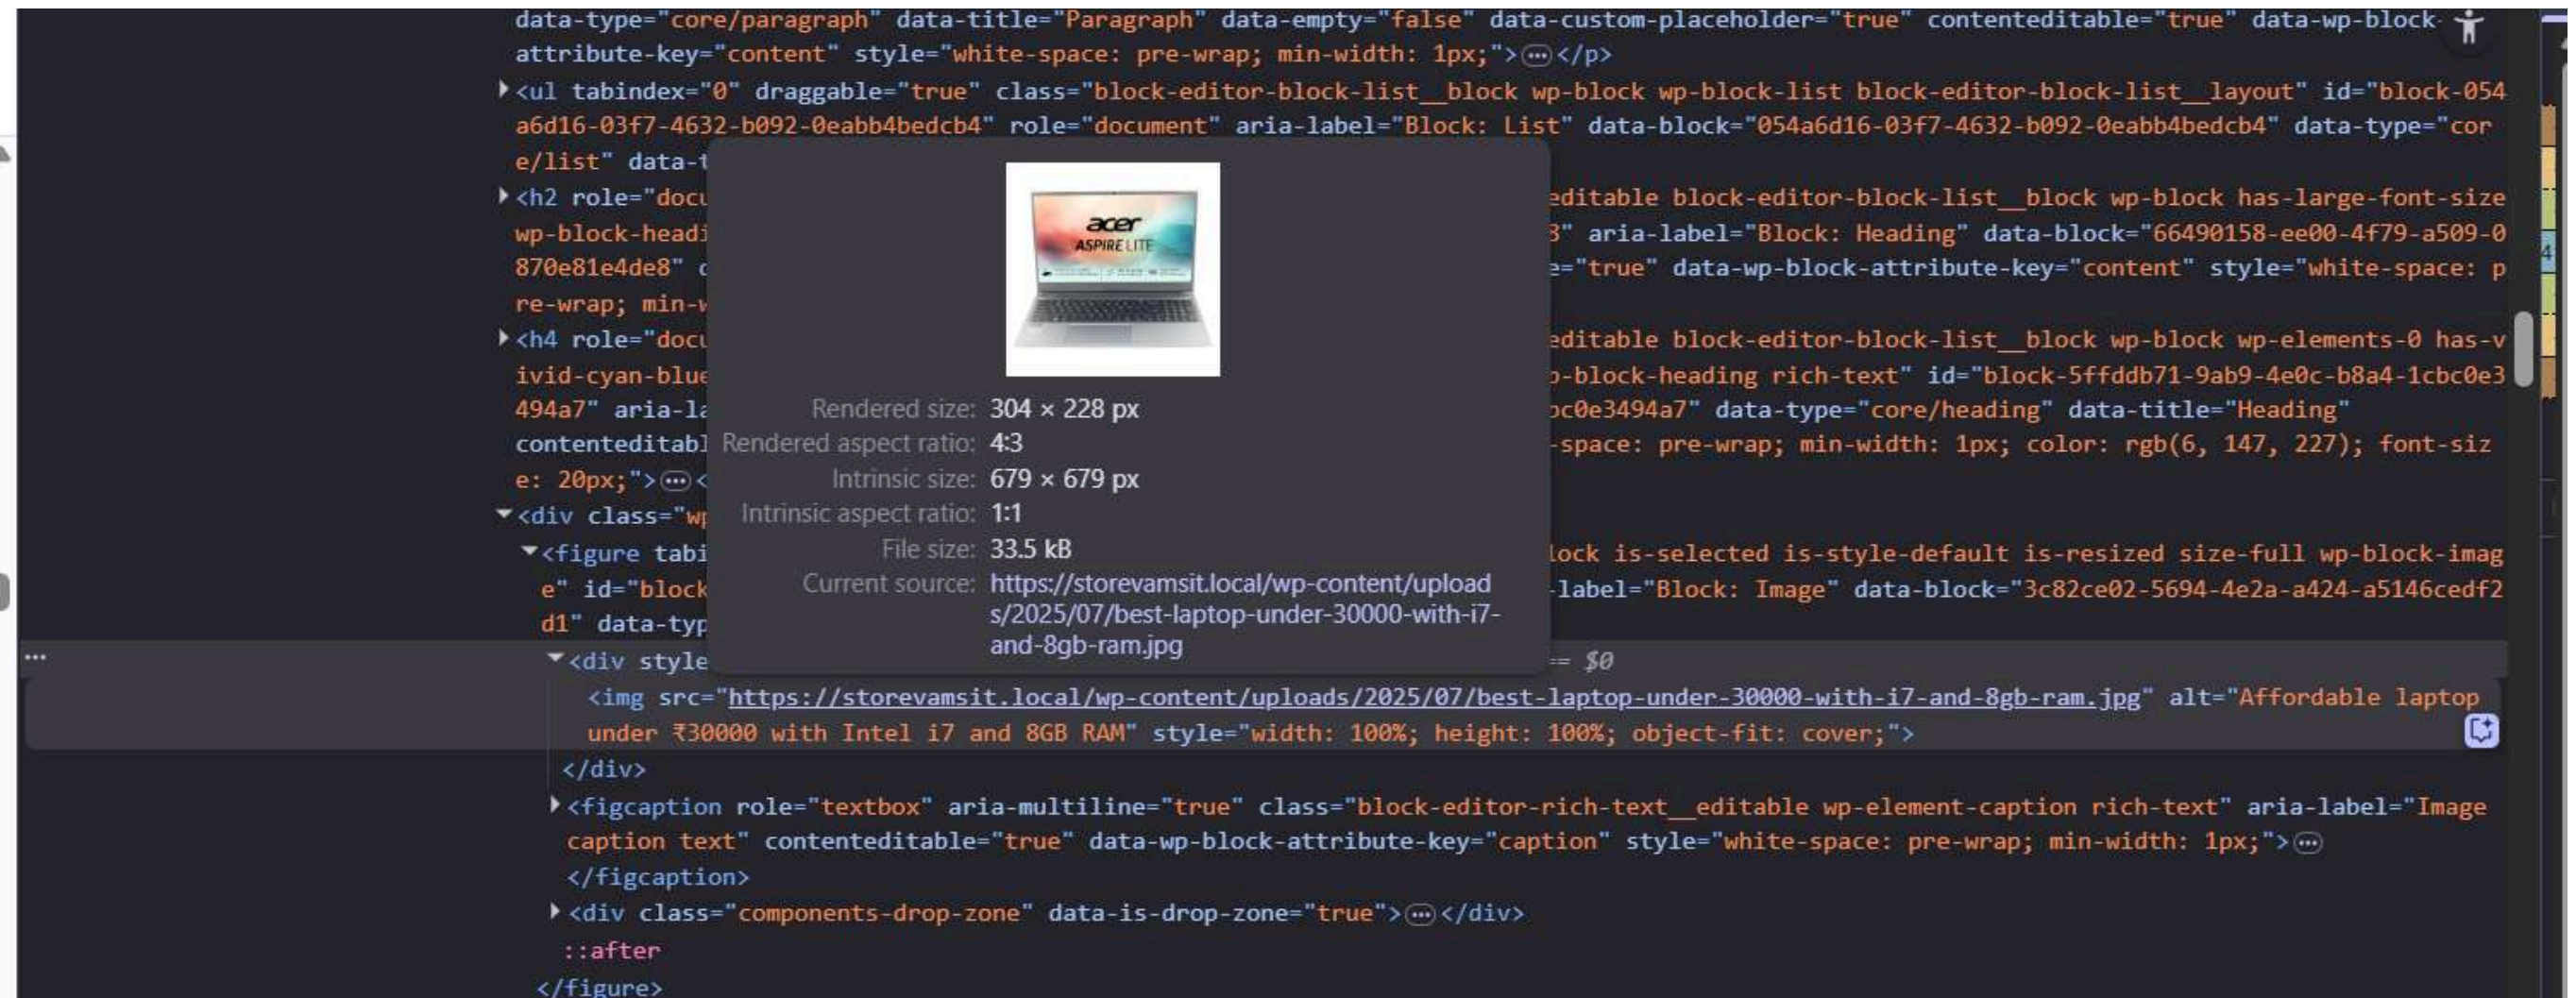 data-type="core/paragraph" data-title="Paragraph" data-empty="false" data-custom-placeholder="true" contenteditable="true" data-wp-block-
attribute-key="content" style="white-space: pre-wrap; min-width: 1px;">⋯</p>
<ul tabindex="0" draggable="true" class="block-editor-block-list__block wp-block wp-block-list block-editor-block-list__layout" id="block-054
a6d16-03f7-4632-b092-0eabb4bedcb4" role="document" aria-label="Block: List" data-block="054a6d16-03f7-4632-b092-0eabb4bedcb4" data-type="cor
e/list" data-t
<h2 role="docu editable block-editor-block-list__block wp-block has-large-font-size
wp-block-headi 8" aria-label="Block: Heading" data-block="66490158-ee00-4f79-a509-0
870e81e4de8" e="true" data-wp-block-attribute-key="content" style="white-space: p
re-wrap; min-w
<h4 role="docu editable block-editor-block-list__block wp-block wp-elements-0 has-v
ivid-cyan-blue p-block-heading rich-text" id="block-5ffddb71-9ab9-4e0c-b8a4-1cbc0e3
494a7" aria-la bc0e3494a7" data-type="core/heading" data-title="Heading"
contenteditabl -space: pre-wrap; min-width: 1px; color: rgb(6, 147, 227); font-siz
e: 20px;">⋯<
<div class="wp
<figure tabi lock is-selected is-style-default is-resized size-full wp-block-imag
e" id="block -label="Block: Image" data-block="3c82ce02-5694-4e2a-a424-a5146cedf2
d1" data-typ
acer
ASPIRE LITE
Rendered size: 304 × 228 px
Rendered aspect ratio: 4:3
Intrinsic size: 679 × 679 px
Intrinsic aspect ratio: 1:1
File size: 33.5 kB
Current source: https://storevamsit.local/wp-content/upload
s/2025/07/best-laptop-under-30000-with-i7-
and-8gb-ram.jpg
⋯ <div style == $0
<img src="https://storevamsit.local/wp-content/uploads/2025/07/best-laptop-under-30000-with-i7-and-8gb-ram.jpg" alt="Affordable laptop
under ₹30000 with Intel i7 and 8GB RAM" style="width: 100%; height: 100%; object-fit: cover;">
</div>
<figcaption role="textbox" aria-multiline="true" class="block-editor-rich-text__editable wp-element-caption rich-text" aria-label="Image
caption text" contenteditable="true" data-wp-block-attribute-key="caption" style="white-space: pre-wrap; min-width: 1px;">⋯
</figcaption>
<div class="components-drop-zone" data-is-drop-zone="true">⋯</div>
::after
</figure>
4